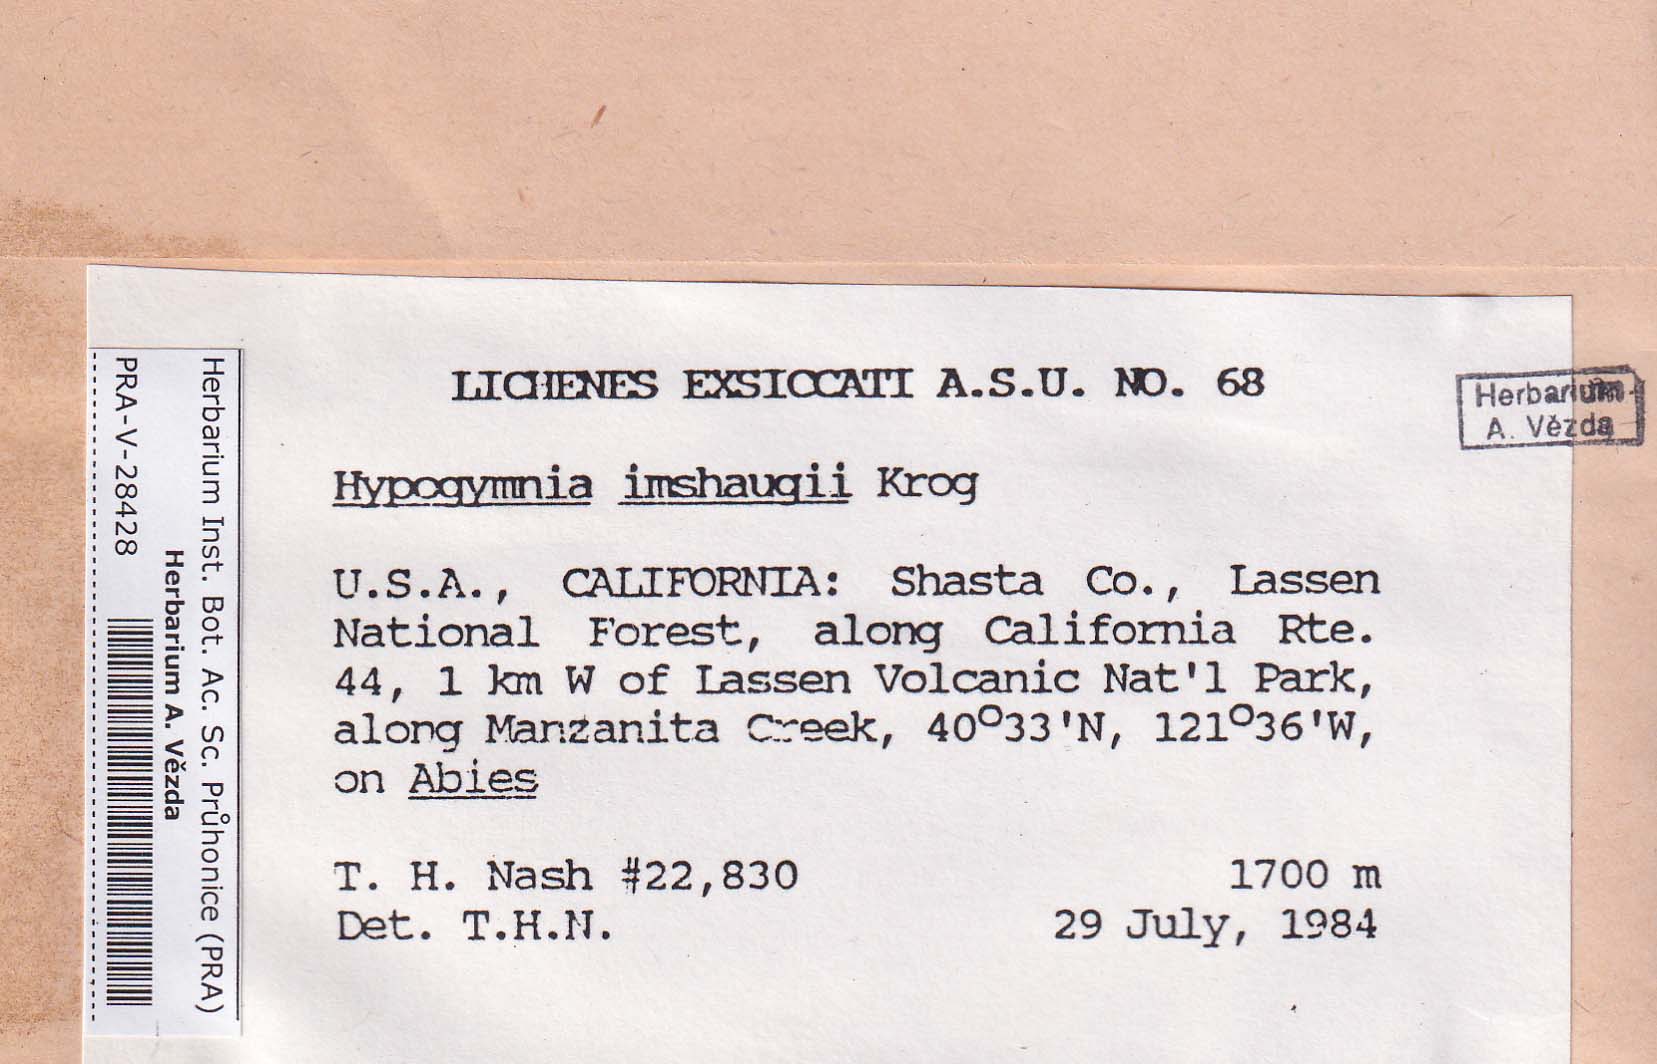 LICHENES EXSICCATI A.S.U. NO. 68
Herbarium
A. Vězda
Hypogymnia imshaugii Krog
U.S.A., CALIFORNIA: Shasta Co., Lassen
National Forest, along California Rte.
44, 1 km W of Lassen Volcanic Nat'l Park,
along Manzanita Creek, 40°33'N, 121°36'W,
on Abies
T. H. Nash #22,830 1700 m
Det. T.H.N. 29 July, 1984
Herbarium Inst. Bot. Ac. Sc. Průhonice (PRA)
Herbarium A. Vězda
PRA-V-28428